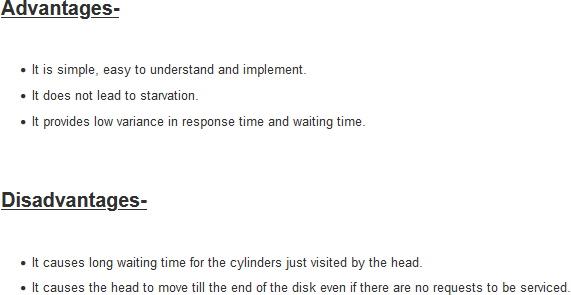 Advantages-
• It is simple, easy to understand and implement.
• It does not lead to starvation.
• It provides low variance in response time and waiting time.
Disadvantages-
• It causes long waiting time for the cylinders just visited by the head.
• It causes the head to move till the end of the disk even if there are no requests to be serviced.